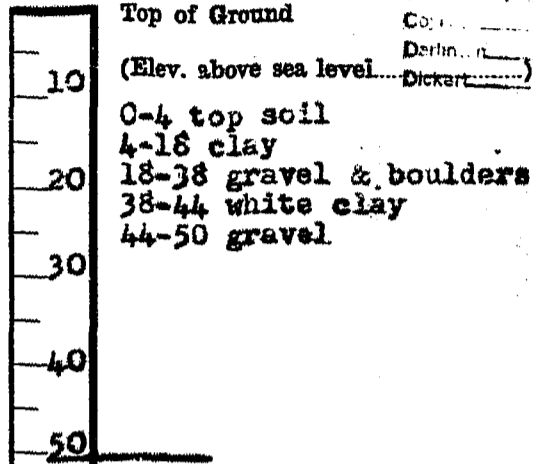 Top of Ground
(Elev. above sea level..............)
Dickert
0-4 top soil
4-18 clay
18-38 gravel & boulders
38-44 white clay
44-50 gravel
10
20
30
40
50